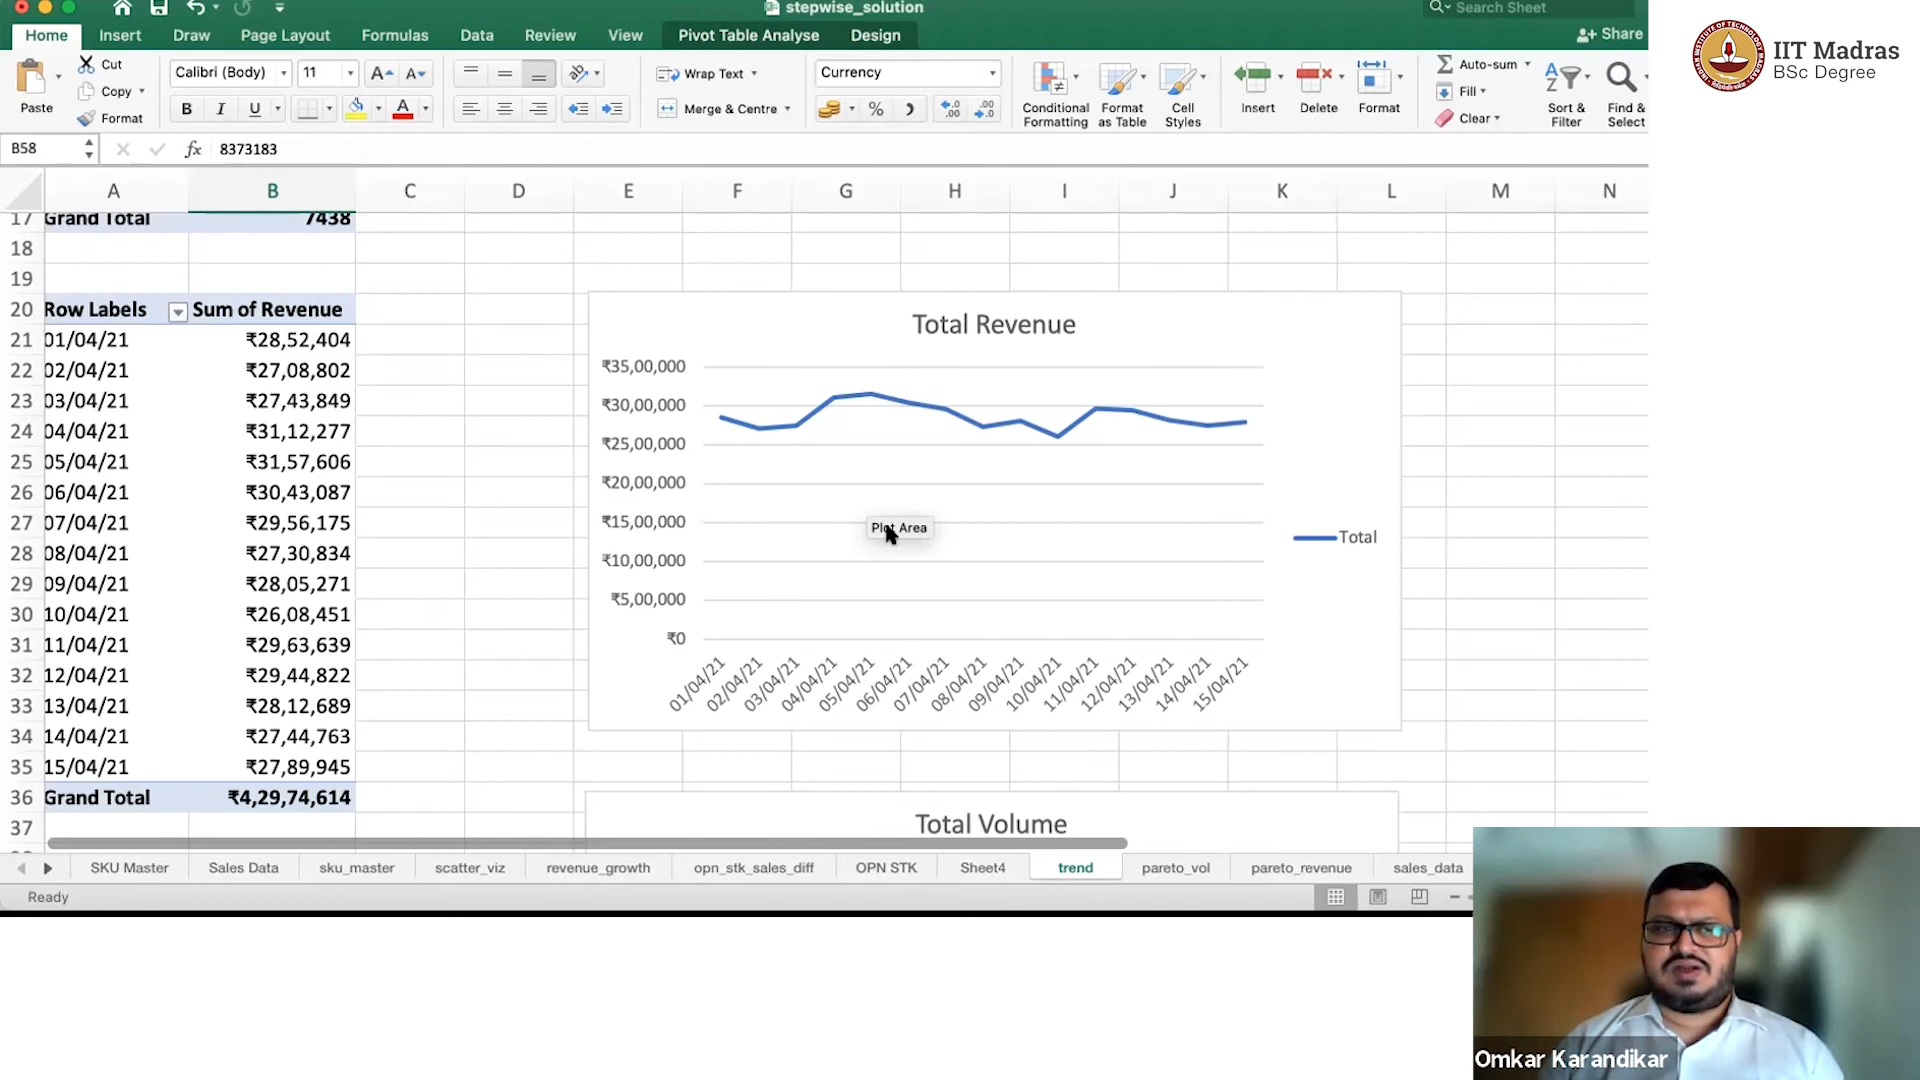 stepwise_solution
Search Sheet
Home Insert Draw Page Layout Formulas Data Review View Pivot Table Analyse Design
Share
Paste
Cut
Copy
Format
Calibri (Body) 11
B I U
Wrap Text
Merge & Centre
Currency
%
Conditional Formatting
Format as Table
Cell Styles
Insert Delete Format
Auto-sum
Fill
Clear
Sort & Filter
Find & Select
IIT Madras
BSc Degree
B58 fx 8373183
A B C D E F G H I J K L M N
17 Grand Total 7438
18
19
20 Row Labels Sum of Revenue
21 01/04/21 ₹28,52,404
22 02/04/21 ₹27,08,802
23 03/04/21 ₹27,43,849
24 04/04/21 ₹31,12,277
25 05/04/21 ₹31,57,606
26 06/04/21 ₹30,43,087
27 07/04/21 ₹29,56,175
28 08/04/21 ₹27,30,834
29 09/04/21 ₹28,05,271
30 10/04/21 ₹26,08,451
31 11/04/21 ₹29,63,639
32 12/04/21 ₹29,44,822
33 13/04/21 ₹28,12,689
34 14/04/21 ₹27,44,763
35 15/04/21 ₹27,89,945
36 Grand Total ₹4,29,74,614
37
Total Revenue
₹35,00,000
₹30,00,000
₹25,00,000
₹20,00,000
₹15,00,000
₹10,00,000
₹5,00,000
₹0
Plot Area
Total
01/04/21 02/04/21 03/04/21 04/04/21 05/04/21 06/04/21 07/04/21 08/04/21 09/04/21 10/04/21 11/04/21 12/04/21 13/04/21 14/04/21 15/04/21
Total Volume
SKU Master Sales Data sku_master scatter_viz revenue_growth opn_stk_sales_diff OPN STK Sheet4 trend pareto_vol pareto_revenue sales_data
Ready
Omkar Karandikar